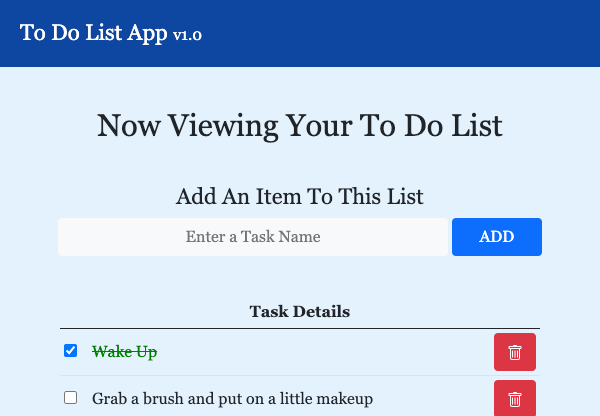 To Do List App v1.0
Now Viewing Your To Do List
Add An Item To This List
Enter a Task Name
ADD
Task Details
Wake Up
Grab a brush and put on a little makeup